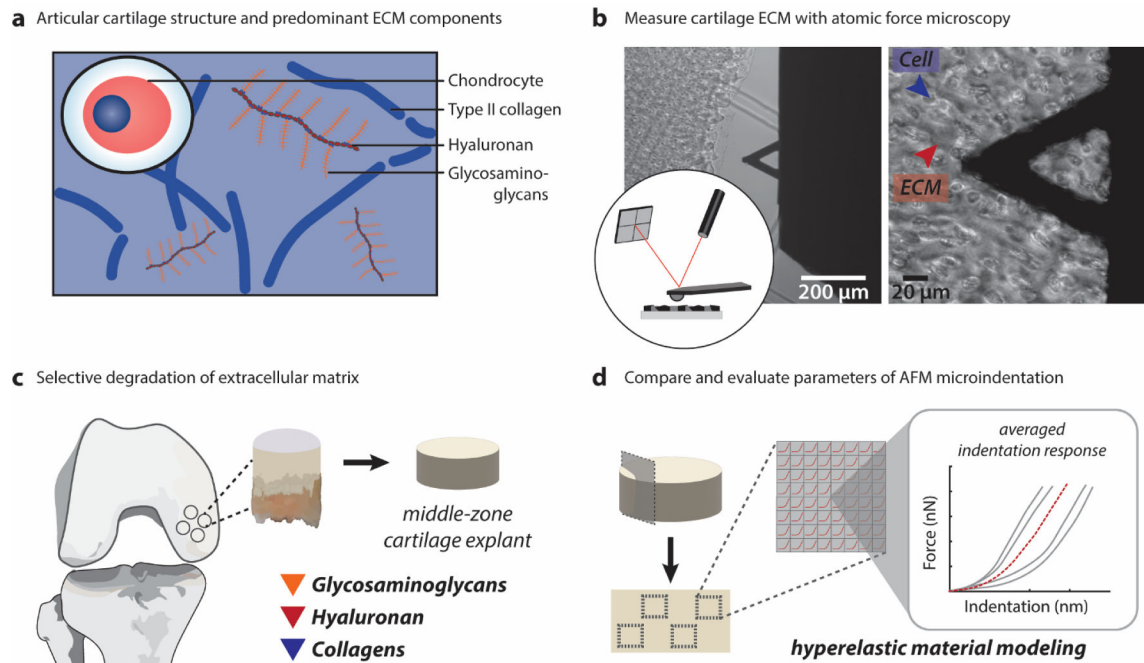 a Articular cartilage structure and predominant ECM components
Chondrocyte
Type II collagen
Hyaluronan
Glycosamino-
glycans
b Measure cartilage ECM with atomic force microscopy
Cell
ECM
200 μm
20 μm
c Selective degradation of extracellular matrix
middle-zone
cartilage explant
Glycosaminoglycans
Hyaluronan
Collagens
d Compare and evaluate parameters of AFM microindentation
averaged
indentation response
Force (nN)
Indentation (nm)
hyperelastic material modeling